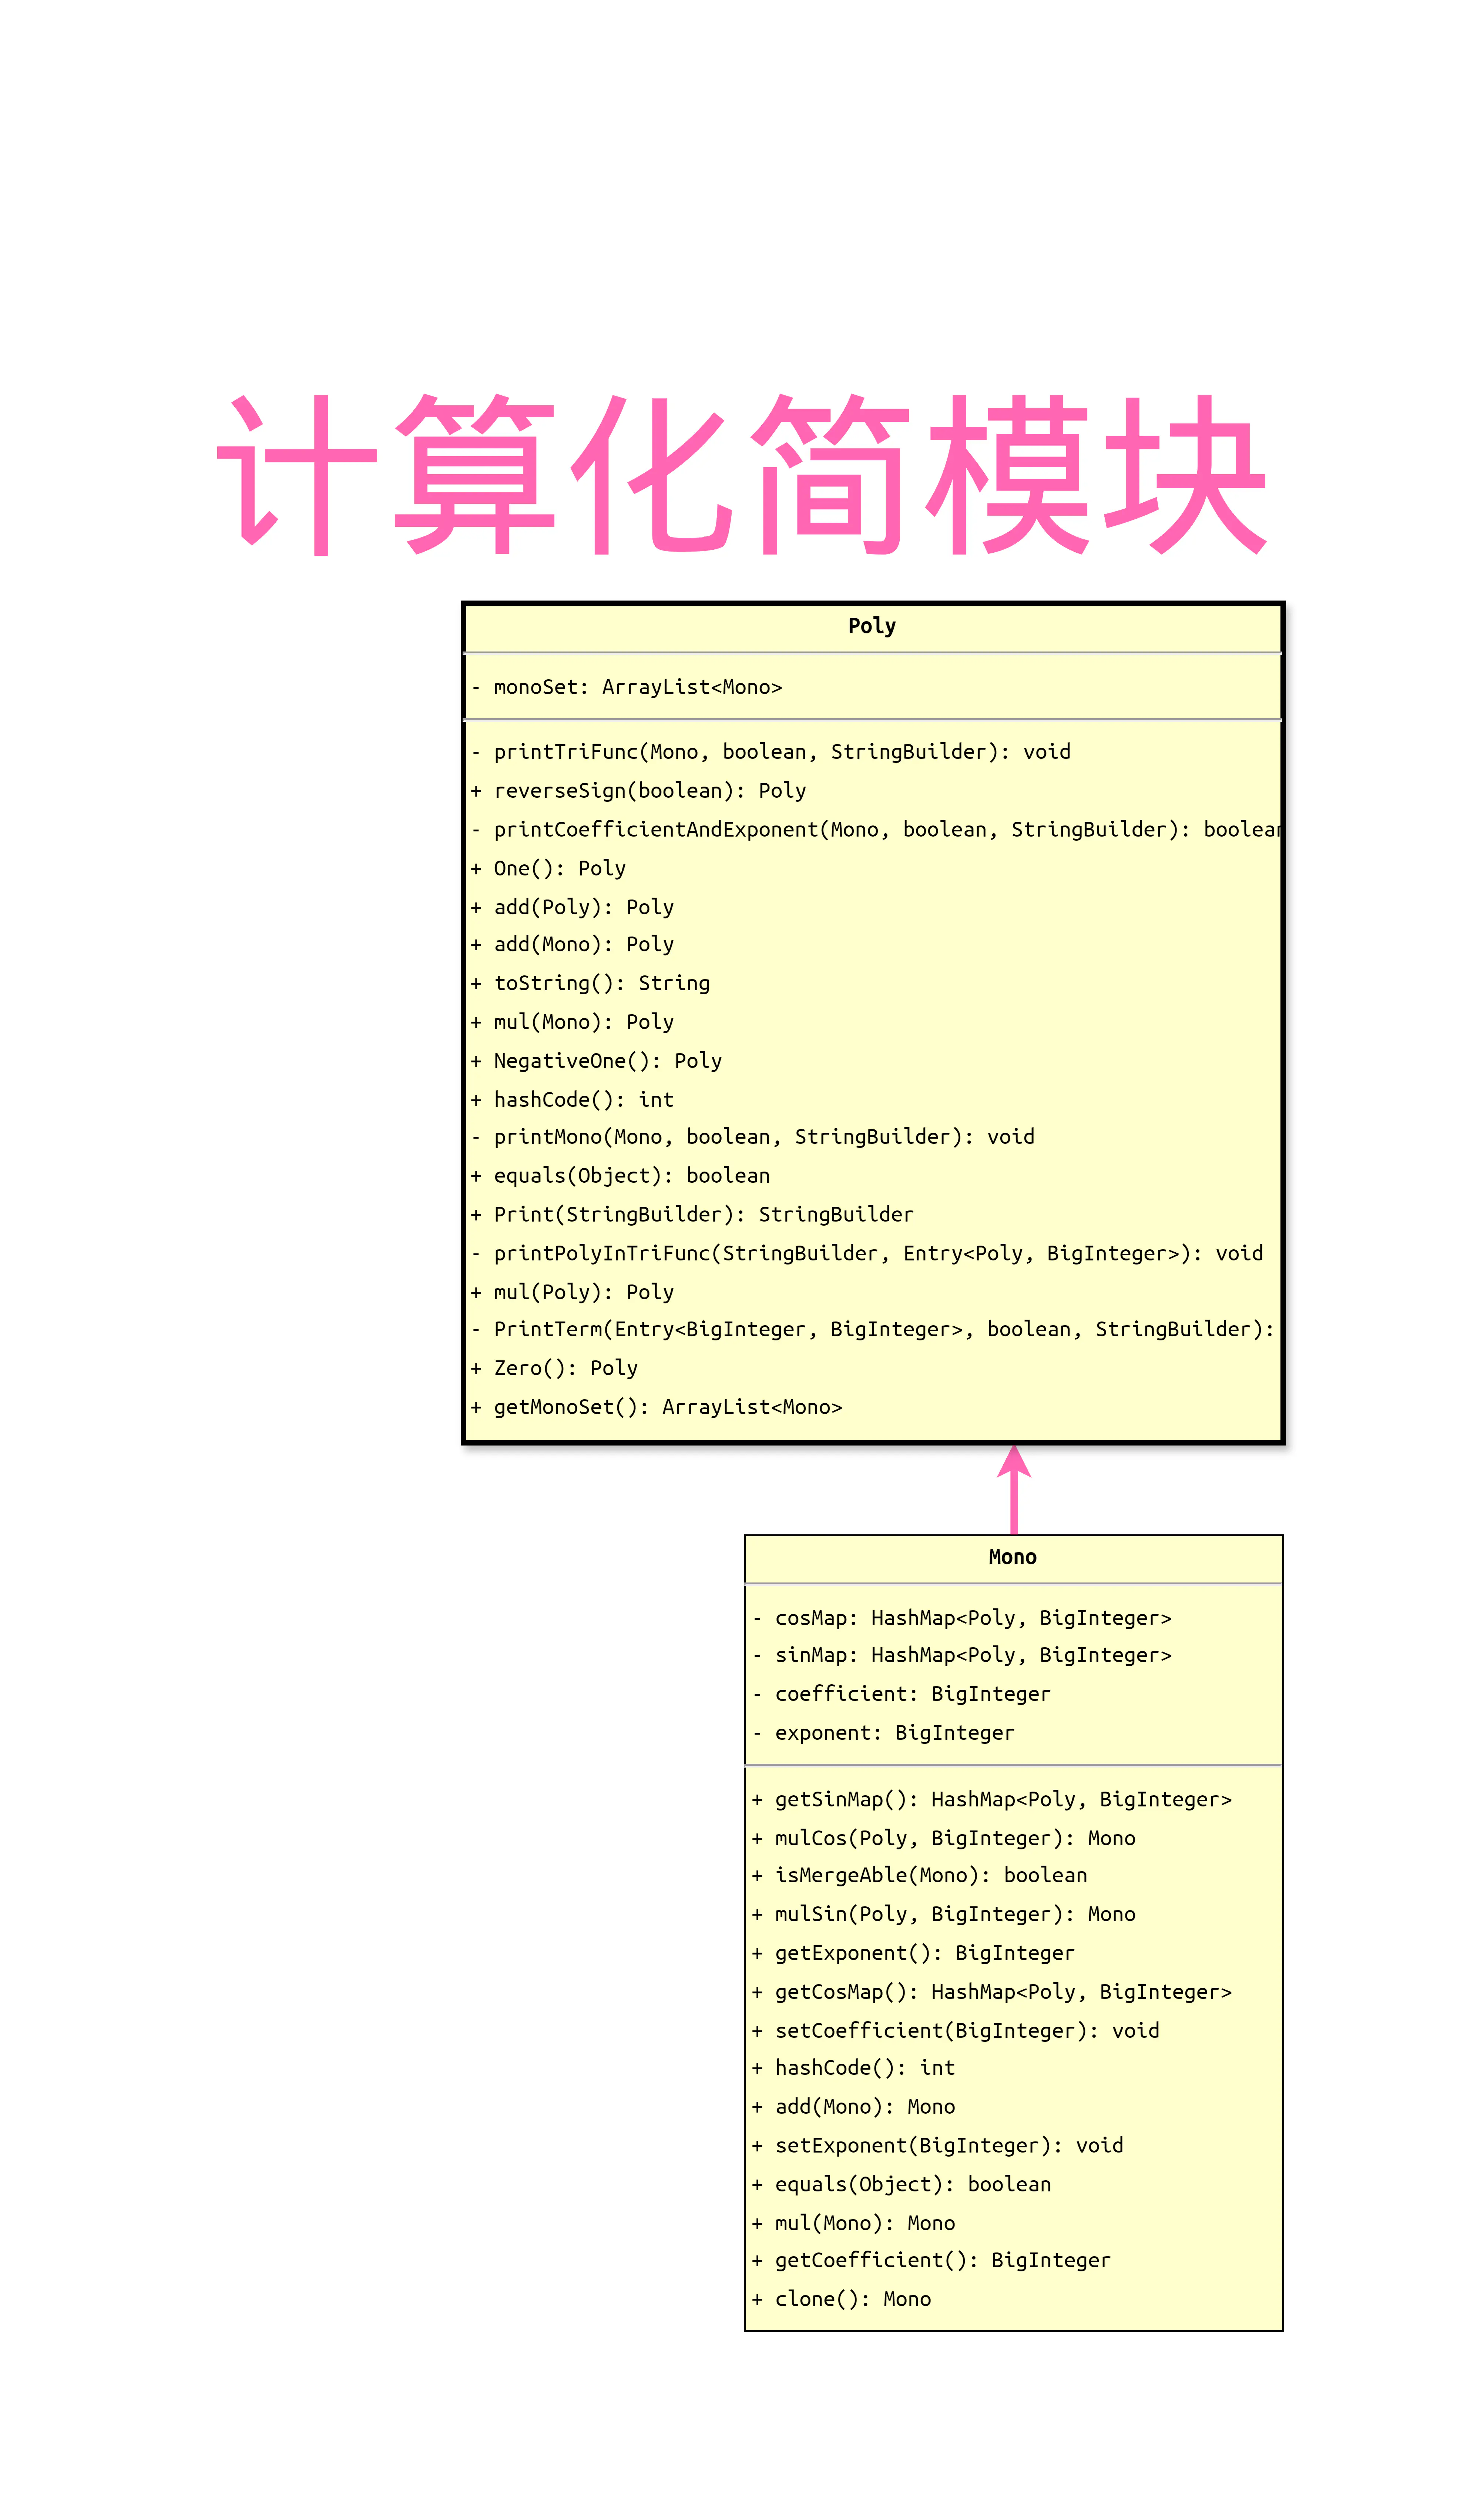 计算化简模块
Poly
- monoSet: ArrayList<Mono>
- printTriFunc(Mono, boolean, StringBuilder): void
+ reverseSign(boolean): Poly
- printCoefficientAndExponent(Mono, boolean, StringBuilder): boolean
+ One(): Poly
+ add(Poly): Poly
+ add(Mono): Poly
+ toString(): String
+ mul(Mono): Poly
+ NegativeOne(): Poly
+ hashCode(): int
- printMono(Mono, boolean, StringBuilder): void
+ equals(Object): boolean
+ Print(StringBuilder): StringBuilder
- printPolyInTriFunc(StringBuilder, Entry<Poly, BigInteger>): void
+ mul(Poly): Poly
- PrintTerm(Entry<BigInteger, BigInteger>, boolean, StringBuilder):
+ Zero(): Poly
+ getMonoSet(): ArrayList<Mono>
Mono
- cosMap: HashMap<Poly, BigInteger>
- sinMap: HashMap<Poly, BigInteger>
- coefficient: BigInteger
- exponent: BigInteger
+ getSinMap(): HashMap<Poly, BigInteger>
+ mulCos(Poly, BigInteger): Mono
+ isMergeAble(Mono): boolean
+ mulSin(Poly, BigInteger): Mono
+ getExponent(): BigInteger
+ getCosMap(): HashMap<Poly, BigInteger>
+ setCoefficient(BigInteger): void
+ hashCode(): int
+ add(Mono): Mono
+ setExponent(BigInteger): void
+ equals(Object): boolean
+ mul(Mono): Mono
+ getCoefficient(): BigInteger
+ clone(): Mono